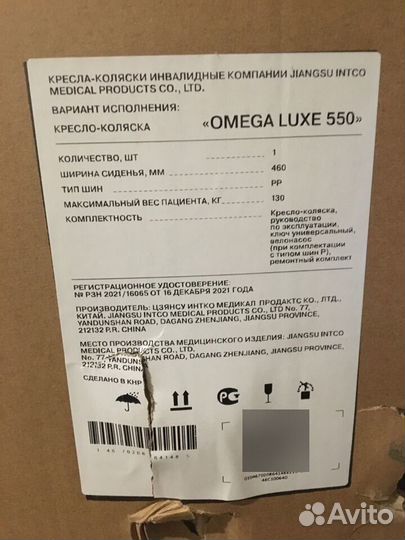 КРЕСЛА-КОЛЯСКИ ИНВАЛИДНЫЕ КОМПАНИИ JIANGSU INTCO
MEDICAL PRODUCTS CO., LTD.
ВАРИАНТ ИСПОЛНЕНИЯ:
КРЕСЛО-КОЛЯСКА «OMEGA LUXE 550»
КОЛИЧЕСТВО, ШТ 1
ШИРИНА СИДЕНЬЯ, ММ 460
ТИП ШИН PP
МАКСИМАЛЬНЫЙ ВЕС ПАЦИЕНТА, КГ 130
КОМПЛЕКТНОСТЬ Кресло-коляска,
руководство
по эксплуатации,
ключ универсальный,
велонасос
(при комплектации
с типом шин P),
ремонтный комплект
РЕГИСТРАЦИОННОЕ УДОСТОВЕРЕНИЕ:
№ РЗН 2021/16065 ОТ 16 ДЕКАБРЯ 2021 ГОДА
ПРОИЗВОДИТЕЛЬ: ЦЗЯНСУ ИНТКО МЕДИКАЛ ПРОДАКТС КО., ЛТД.,
КИТАЙ, JIANGSU INTCO MEDICAL PRODUCTS CO., LTD No. 77,
YANDUNSHAN ROAD, DAGANG ZHENJIANG, JIANGSU PROVINCE,
212132 P.R. CHINA
МЕСТО ПРОИЗВОДСТВА МЕДИЦИНСКОГО ИЗДЕЛИЯ: JIANGSU INTCO
MEDICAL PRODUCTS CO., LTD
No. 77, YANDUNSHAN ROAD, DAGANG ZHENJIANG, JIANGSU PROVINCE,
212132 P.R. CHINA
СДЕЛАНО В КНР
РС
Avito